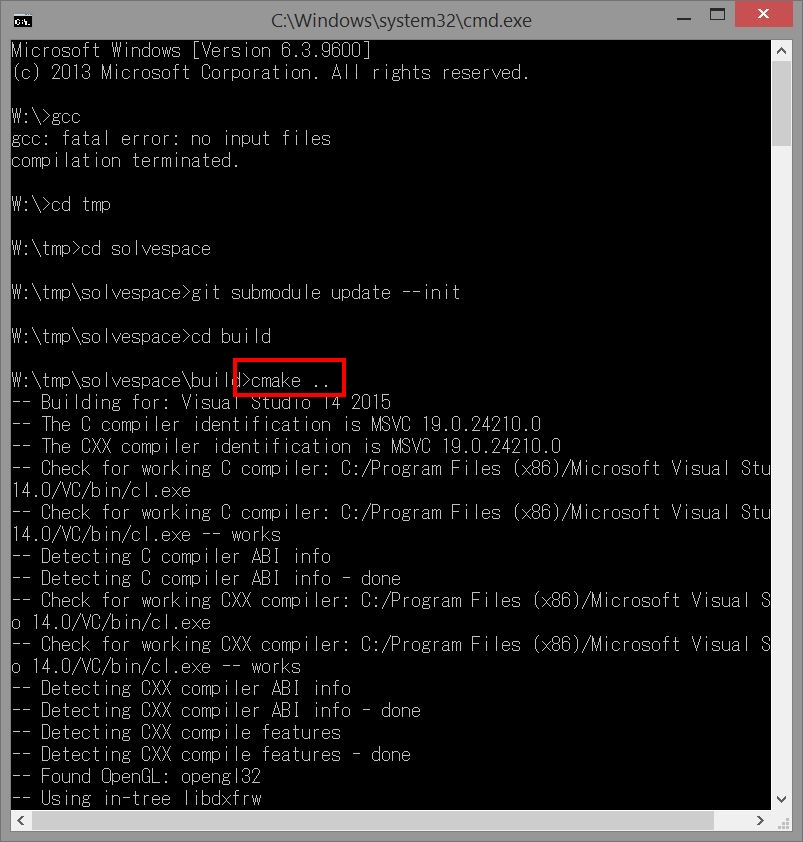 C:\Windows\system32\cmd.exe
Microsoft Windows [Version 6.3.9600]
(c) 2013 Microsoft Corporation. All rights reserved.
W:\>gcc
gcc: fatal error: no input files
compilation terminated.
W:\>cd tmp
W:\tmp>cd solvespace
W:\tmp\solvespace>git submodule update --init
W:\tmp\solvespace>cd build
W:\tmp\solvespace\build>cmake ..
-- Building for: Visual Studio 14 2015
-- The C compiler identification is MSVC 19.0.24210.0
-- The CXX compiler identification is MSVC 19.0.24210.0
-- Check for working C compiler: C:/Program Files (x86)/Microsoft Visual Stu
14.0/VC/bin/cl.exe
-- Check for working C compiler: C:/Program Files (x86)/Microsoft Visual Stu
14.0/VC/bin/cl.exe -- works
-- Detecting C compiler ABI info
-- Detecting C compiler ABI info - done
-- Check for working CXX compiler: C:/Program Files (x86)/Microsoft Visual S
o 14.0/VC/bin/cl.exe
-- Check for working CXX compiler: C:/Program Files (x86)/Microsoft Visual S
o 14.0/VC/bin/cl.exe -- works
-- Detecting CXX compiler ABI info
-- Detecting CXX compiler ABI info - done
-- Detecting CXX compile features
-- Detecting CXX compile features - done
-- Found OpenGL: opengl32
-- Using in-tree libdxfrw